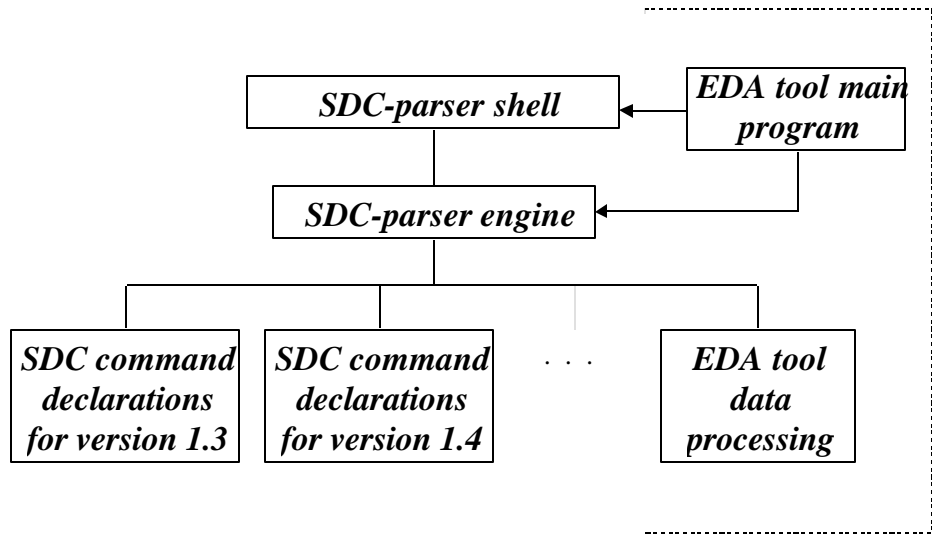 SDC-parser shell
EDA tool main
program
SDC-parser engine
SDC command
declarations
for version 1.3
SDC command
declarations
for version 1.4
. . .
EDA tool
data
processing